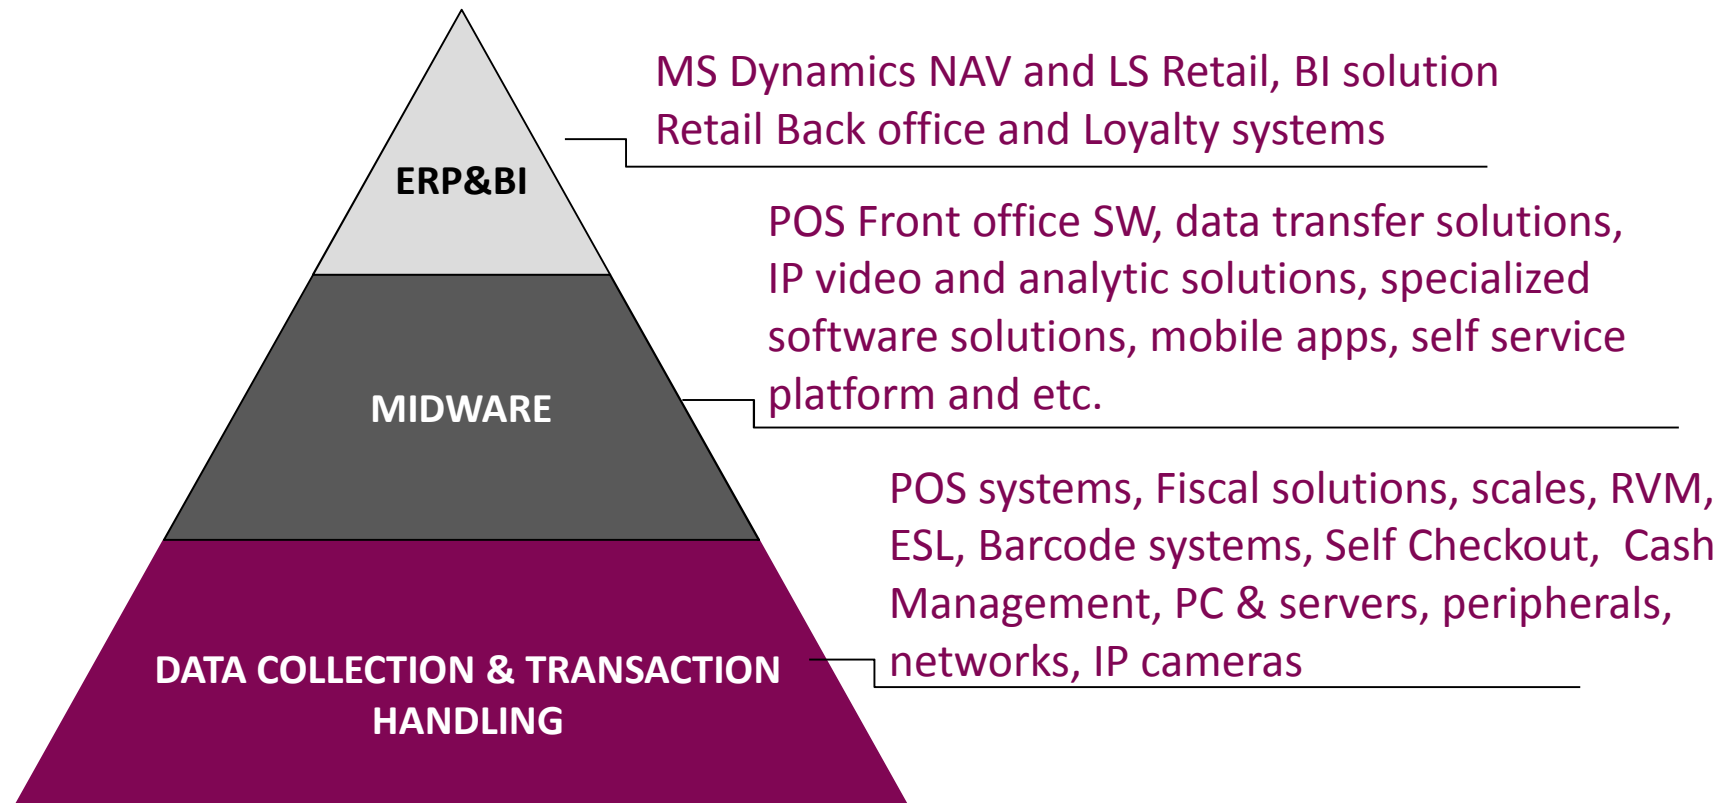 MS Dynamics NAV and LS Retail, BI solution
Retail Back office and Loyalty systems
ERP&BI
POS Front office SW, data transfer solutions,
IP video and analytic solutions, specialized
software solutions, mobile apps, self service
platform and etc.
MIDWARE
POS systems, Fiscal solutions, scales, RVM,
ESL, Barcode systems, Self Checkout,  Cash
Management, PC & servers, peripherals,
networks, IP cameras
DATA COLLECTION & TRANSACTION
HANDLING